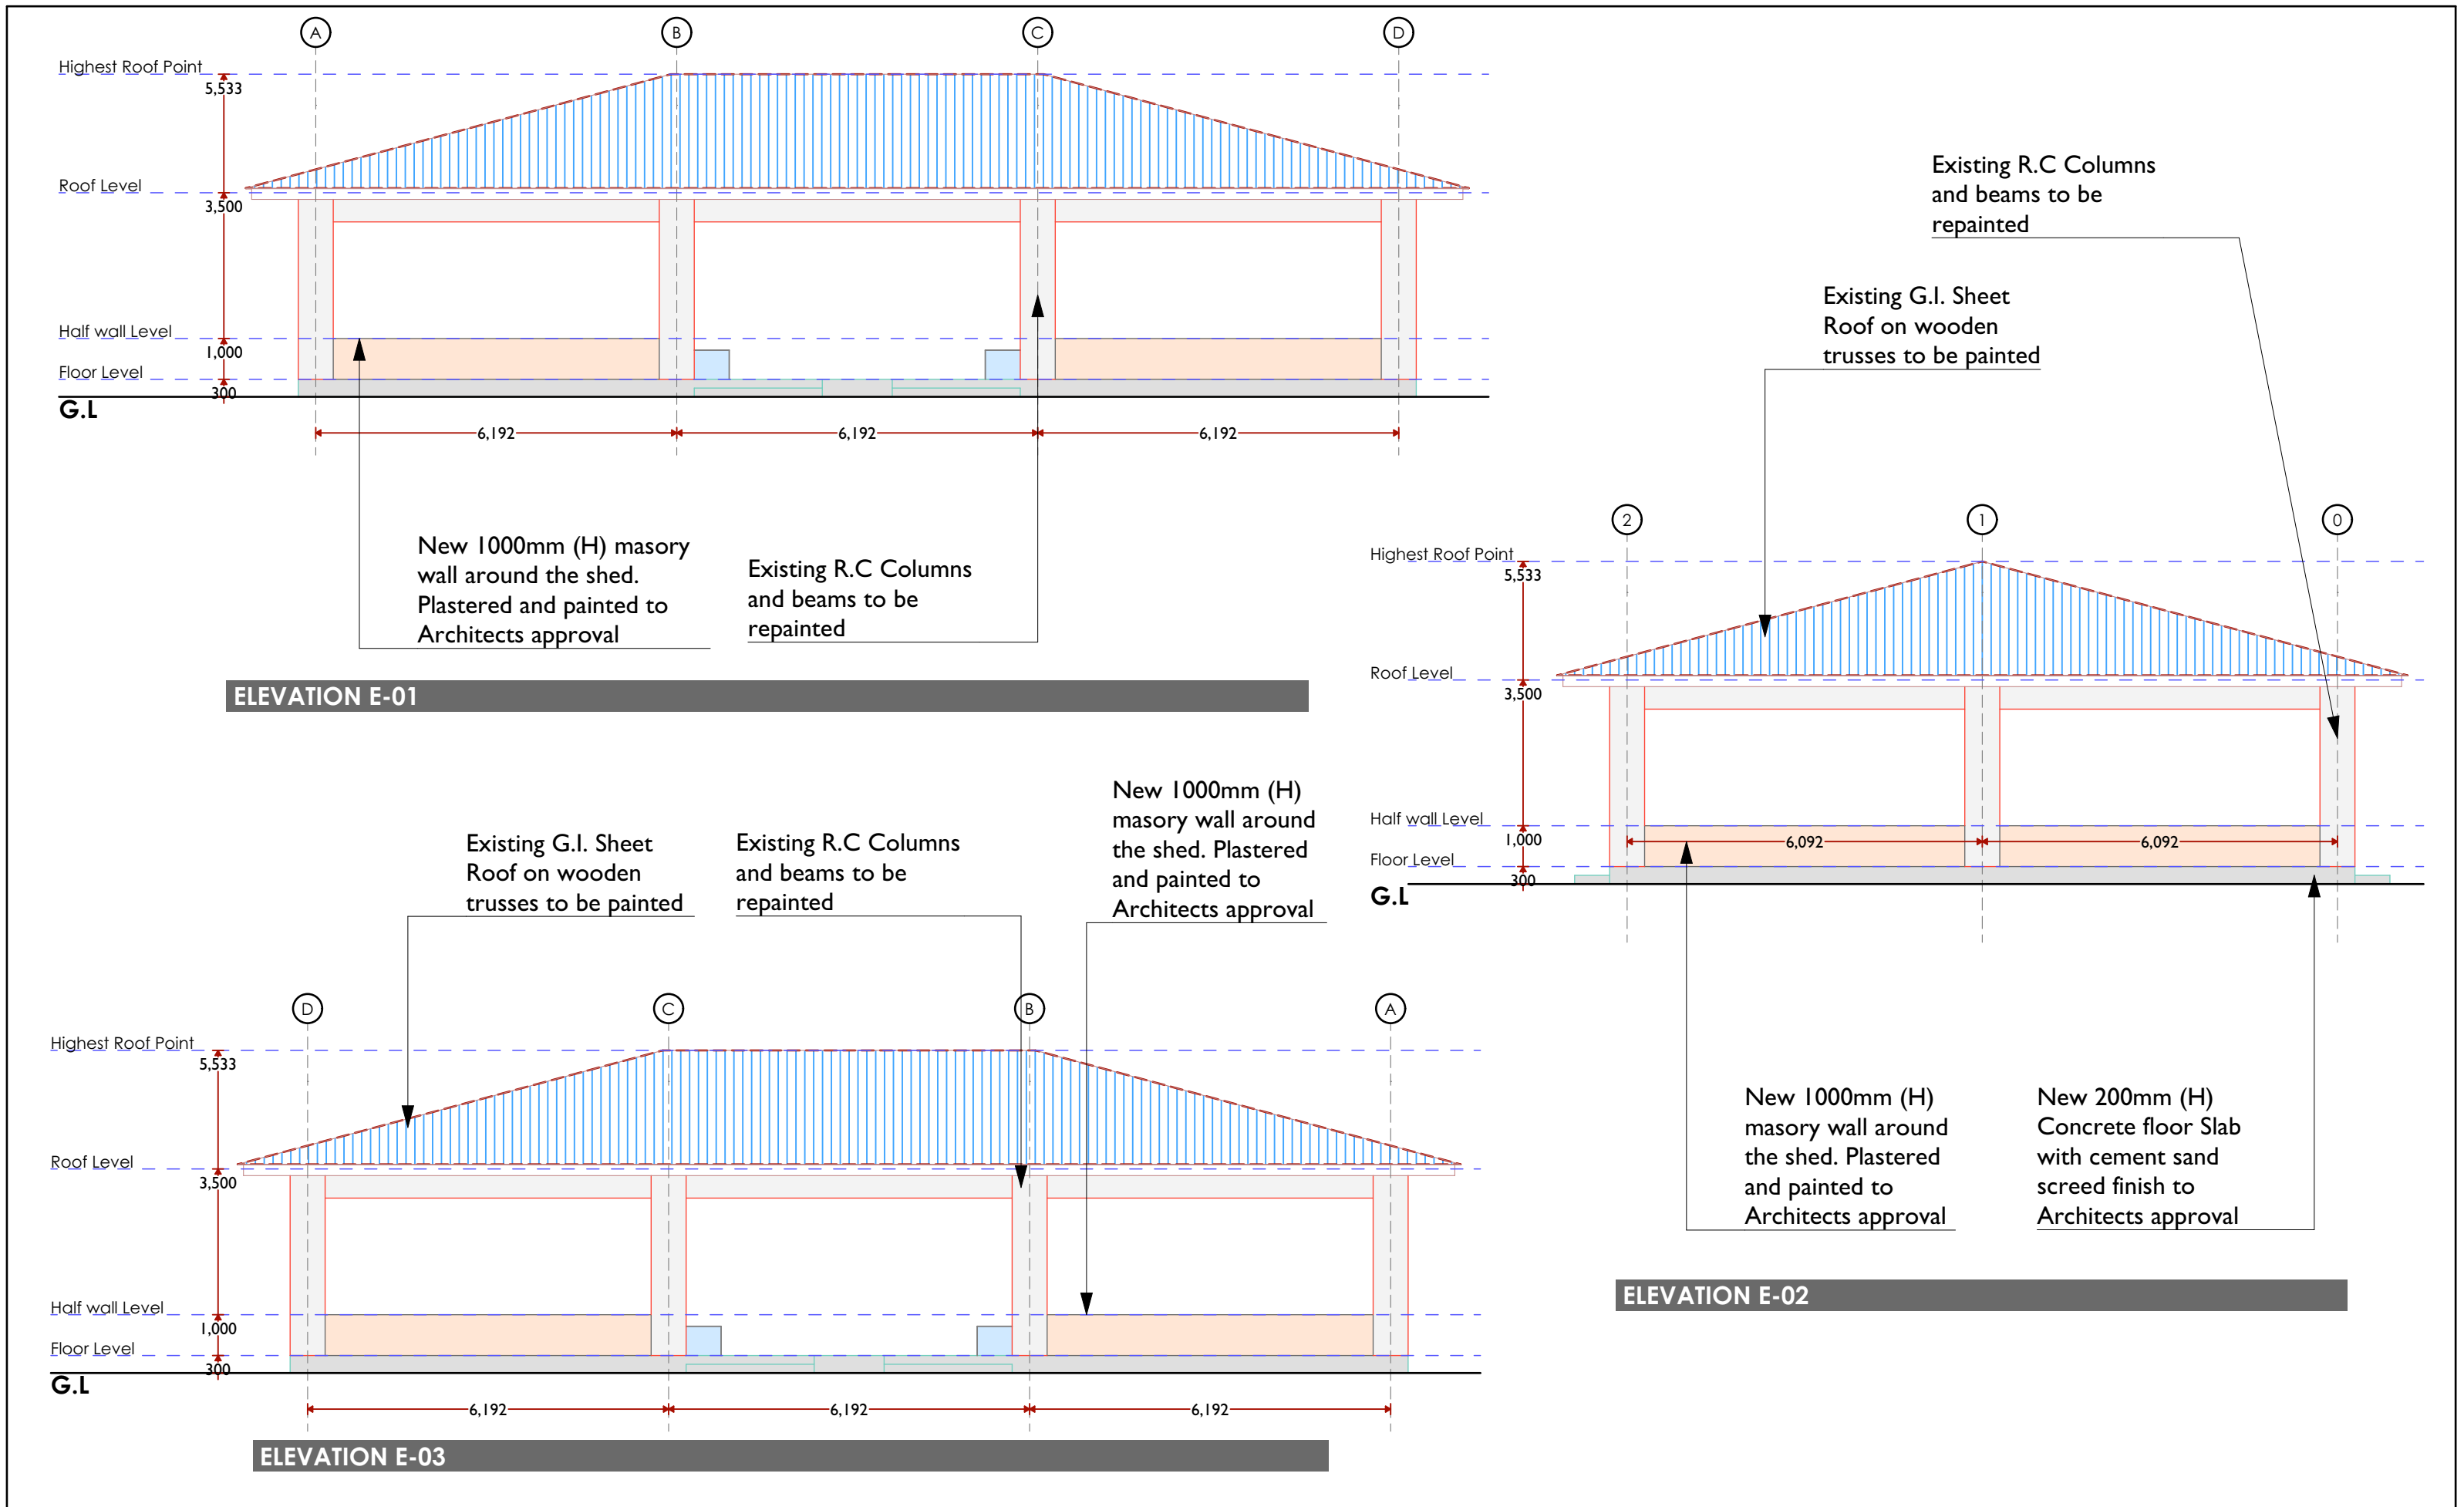 A
B
C
D
Highest Roof Point
5,533
Roof Level
3,500
Half wall Level
1,000
Floor Level
300
G.L
6,192
6,192
6,192
New 1000mm (H) masory
wall around the shed.
Plastered and painted to
Architects approval
Existing R.C Columns
and beams to be
repainted
ELEVATION E-01
Existing R.C Columns
and beams to be
repainted
Existing G.I. Sheet
Roof on wooden
trusses to be painted
2
1
0
Highest Roof Point
5,533
Roof Level
3,500
Half wall Level
1,000
Floor Level
300
G.L
6,092
6,092
New 1000mm (H)
masory wall around
the shed. Plastered
and painted to
Architects approval
New 200mm (H)
Concrete floor Slab
with cement sand
screed finish to
Architects approval
ELEVATION E-02
Existing G.I. Sheet
Roof on wooden
trusses to be painted
Existing R.C Columns
and beams to be
repainted
New 1000mm (H)
masory wall around
the shed. Plastered
and painted to
Architects approval
D
C
B
A
Highest Roof Point
5,533
Roof Level
3,500
Half wall Level
1,000
Floor Level
300
G.L
6,192
6,192
6,192
ELEVATION E-03